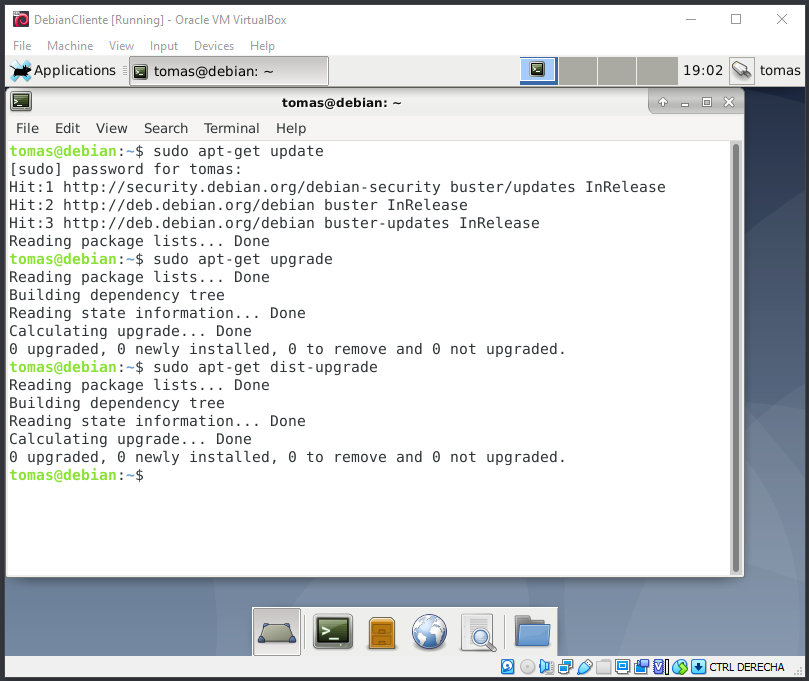 DebianCliente [Running] - Oracle VM VirtualBox
File Machine View Input Devices Help
Applications tomas@debian: ~ 19:02 tomas
tomas@debian: ~
File Edit View Search Terminal Help
tomas@debian:~$ sudo apt-get update
[sudo] password for tomas:
Hit:1 http://security.debian.org/debian-security buster/updates InRelease
Hit:2 http://deb.debian.org/debian buster InRelease
Hit:3 http://deb.debian.org/debian buster-updates InRelease
Reading package lists... Done
tomas@debian:~$ sudo apt-get upgrade
Reading package lists... Done
Building dependency tree
Reading state information... Done
Calculating upgrade... Done
0 upgraded, 0 newly installed, 0 to remove and 0 not upgraded.
tomas@debian:~$ sudo apt-get dist-upgrade
Reading package lists... Done
Building dependency tree
Reading state information... Done
Calculating upgrade... Done
0 upgraded, 0 newly installed, 0 to remove and 0 not upgraded.
tomas@debian:~$
CTRL DERECHA